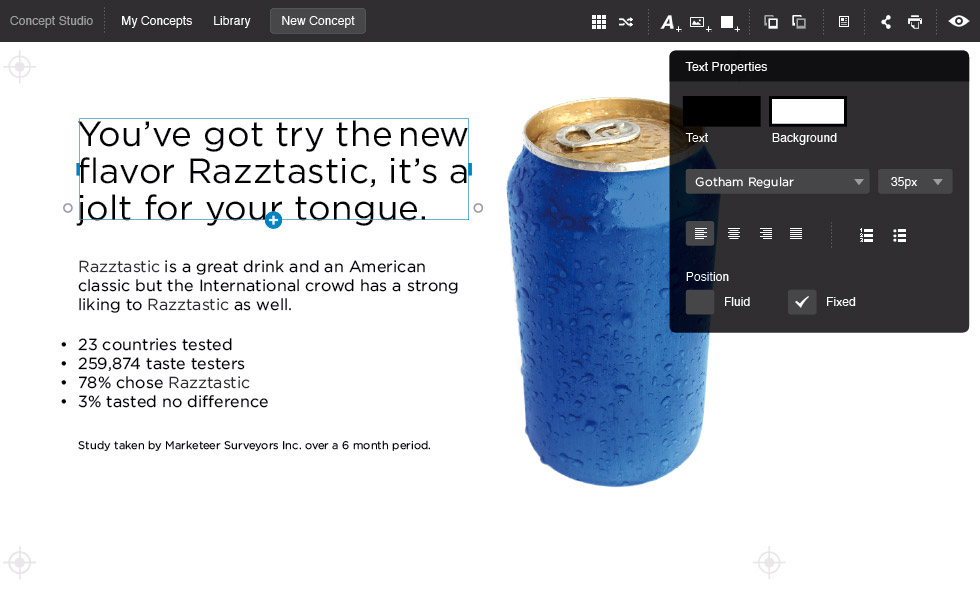 Concept Studio
My Concepts
Library
New Concept
A+
Text Properties
Text
Background
Gotham Regular
35px
Position
Fluid
Fixed
You’ve got try the new
flavor Razztastic, it’s a
jolt for your tongue.
Razztastic is a great drink and an American
classic but the International crowd has a strong
liking to Razztastic as well.
• 23 countries tested
• 259,874 taste testers
• 78% chose Razztastic
• 3% tasted no difference
Study taken by Marketeer Surveyors Inc. over a 6 month period.